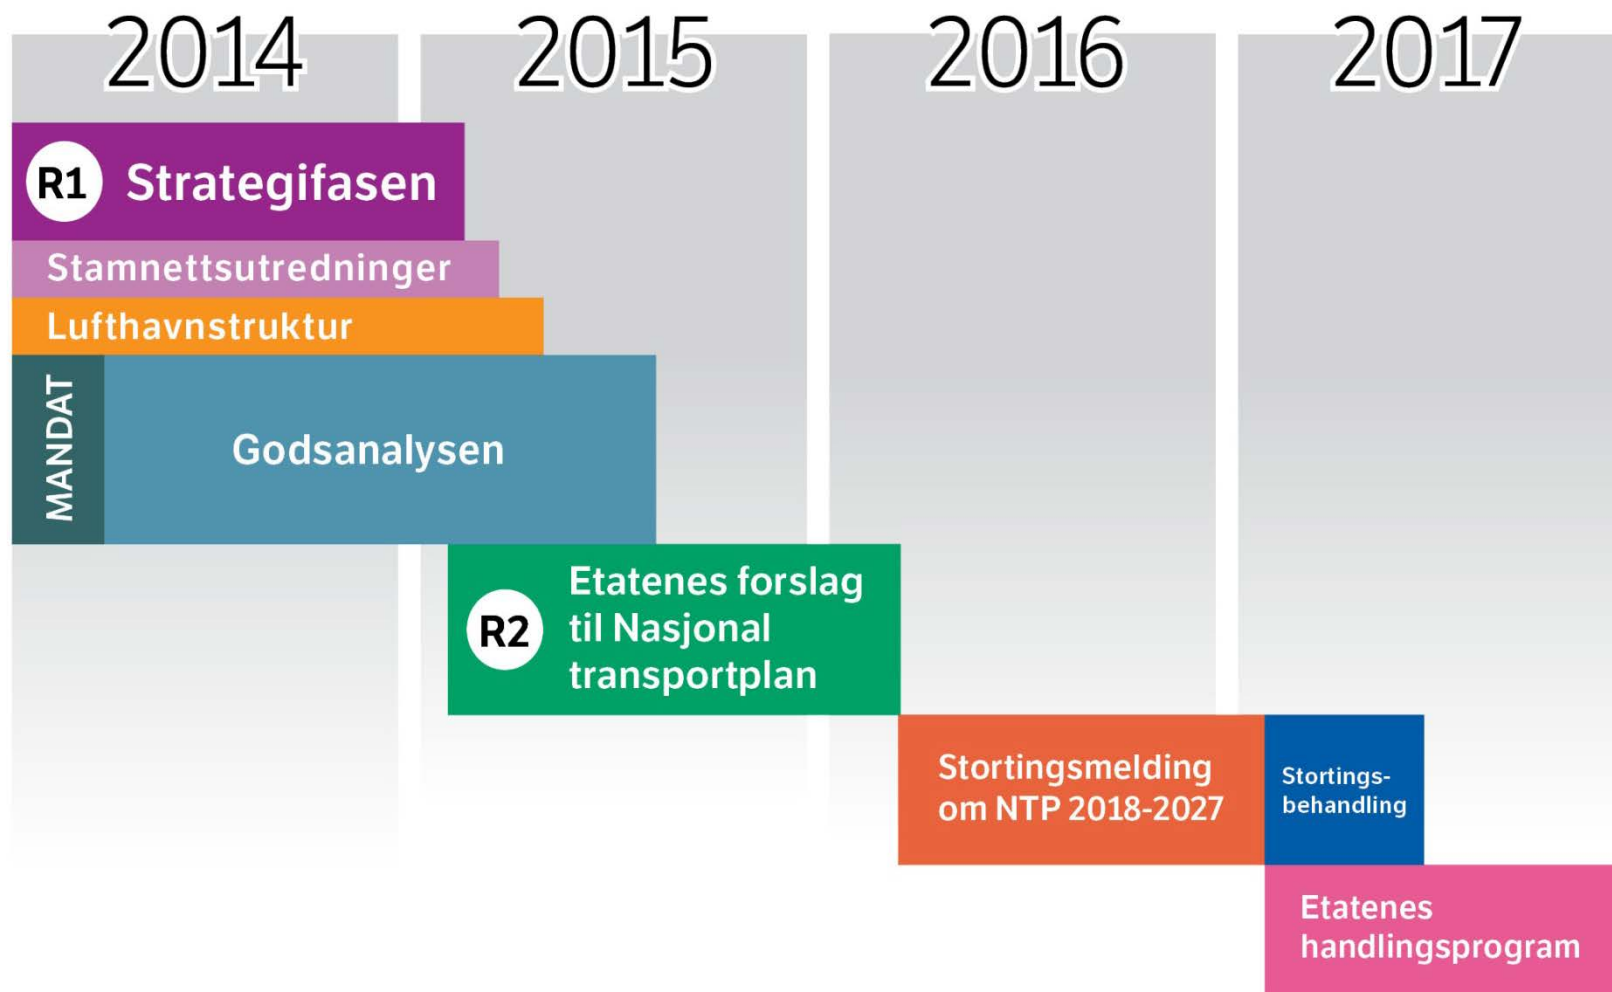 2014 2015 2016 2017
R1 Strategifasen
Stamnettsutredninger
Lufthavnstruktur
MANDAT
Godsanalysen
R2
Etatenes forslag
til Nasjonal
transportplan
Stortingsmelding
om NTP 2018-2027
Stortings-
behandling
Etatenes
handlingsprogram